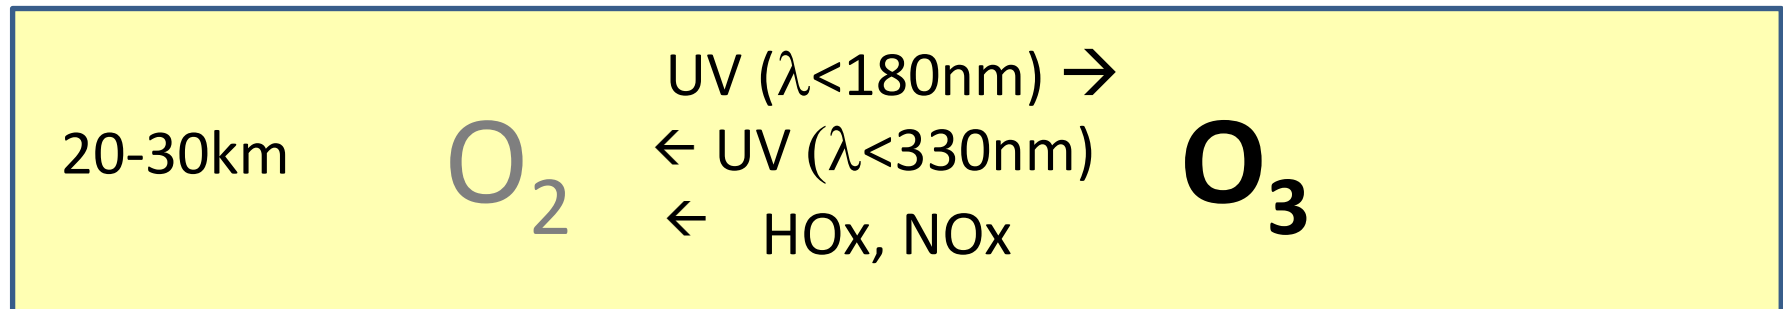 UV (λ<180nm) →
20-30km O₂ ← UV (λ<330nm) O₃
← HOx, NOx